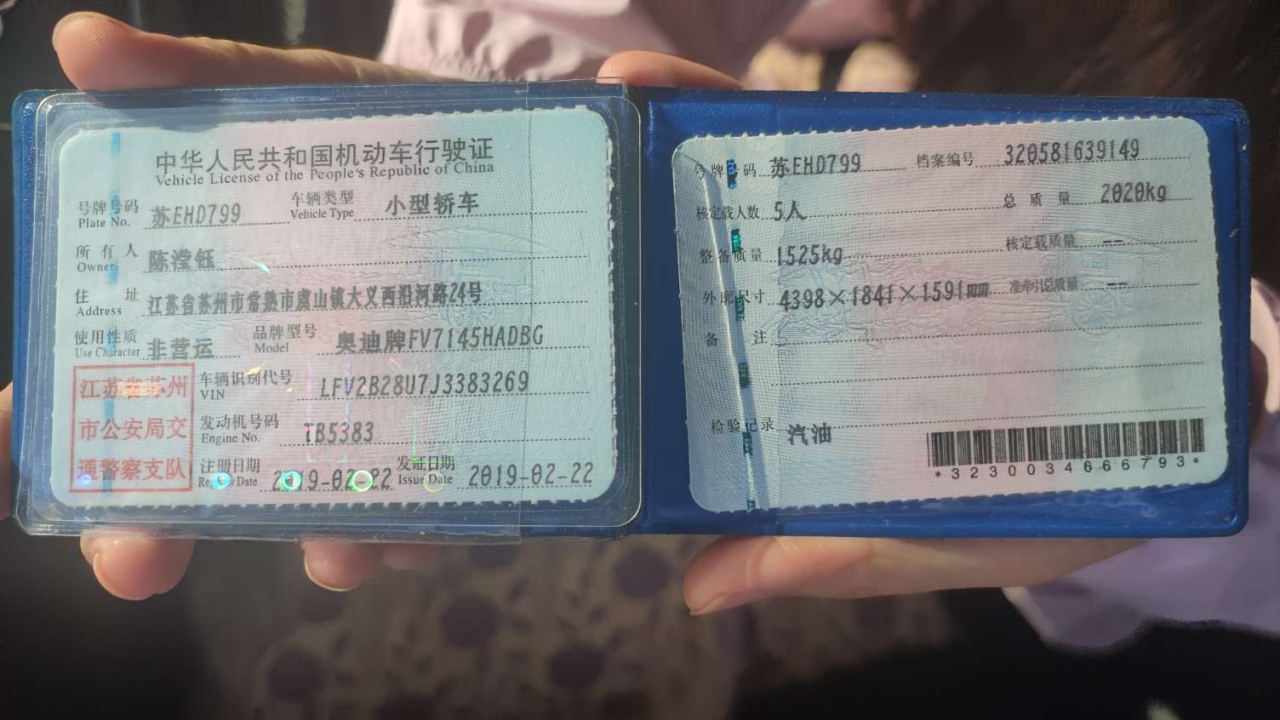 中华人民共和国机动车行驶证
Vehicle License of the People's Republic of China
号牌号码 苏EHD799 车辆类型 小型轿车
Plate No. Vehicle Type
所有人 陈滢钰
Owner
住址 江苏省苏州市常熟市虞山镇大义西沿河路24号
Address
使用性质 非营运 品牌型号 奥迪牌FV7145HADBG
Use Character Model
江苏省苏州
市公安局交
通警察支队
车辆识别代号 LFV2B28U7J3383269
VIN
发动机号码 B5383
Engine No.
注册日期 2019-02-22 发证日期 2019-02-22
Register Date Issue Date
号牌号码 苏EHD799 档案编号 320581639149
核定载人数 5人 总质量 2020kg
整备质量 1525kg 核定载质量 --
外廓尺寸 4398×1841×1591mm 准牵引总质量 --
备注
检验记录 汽油
*3230034666793*